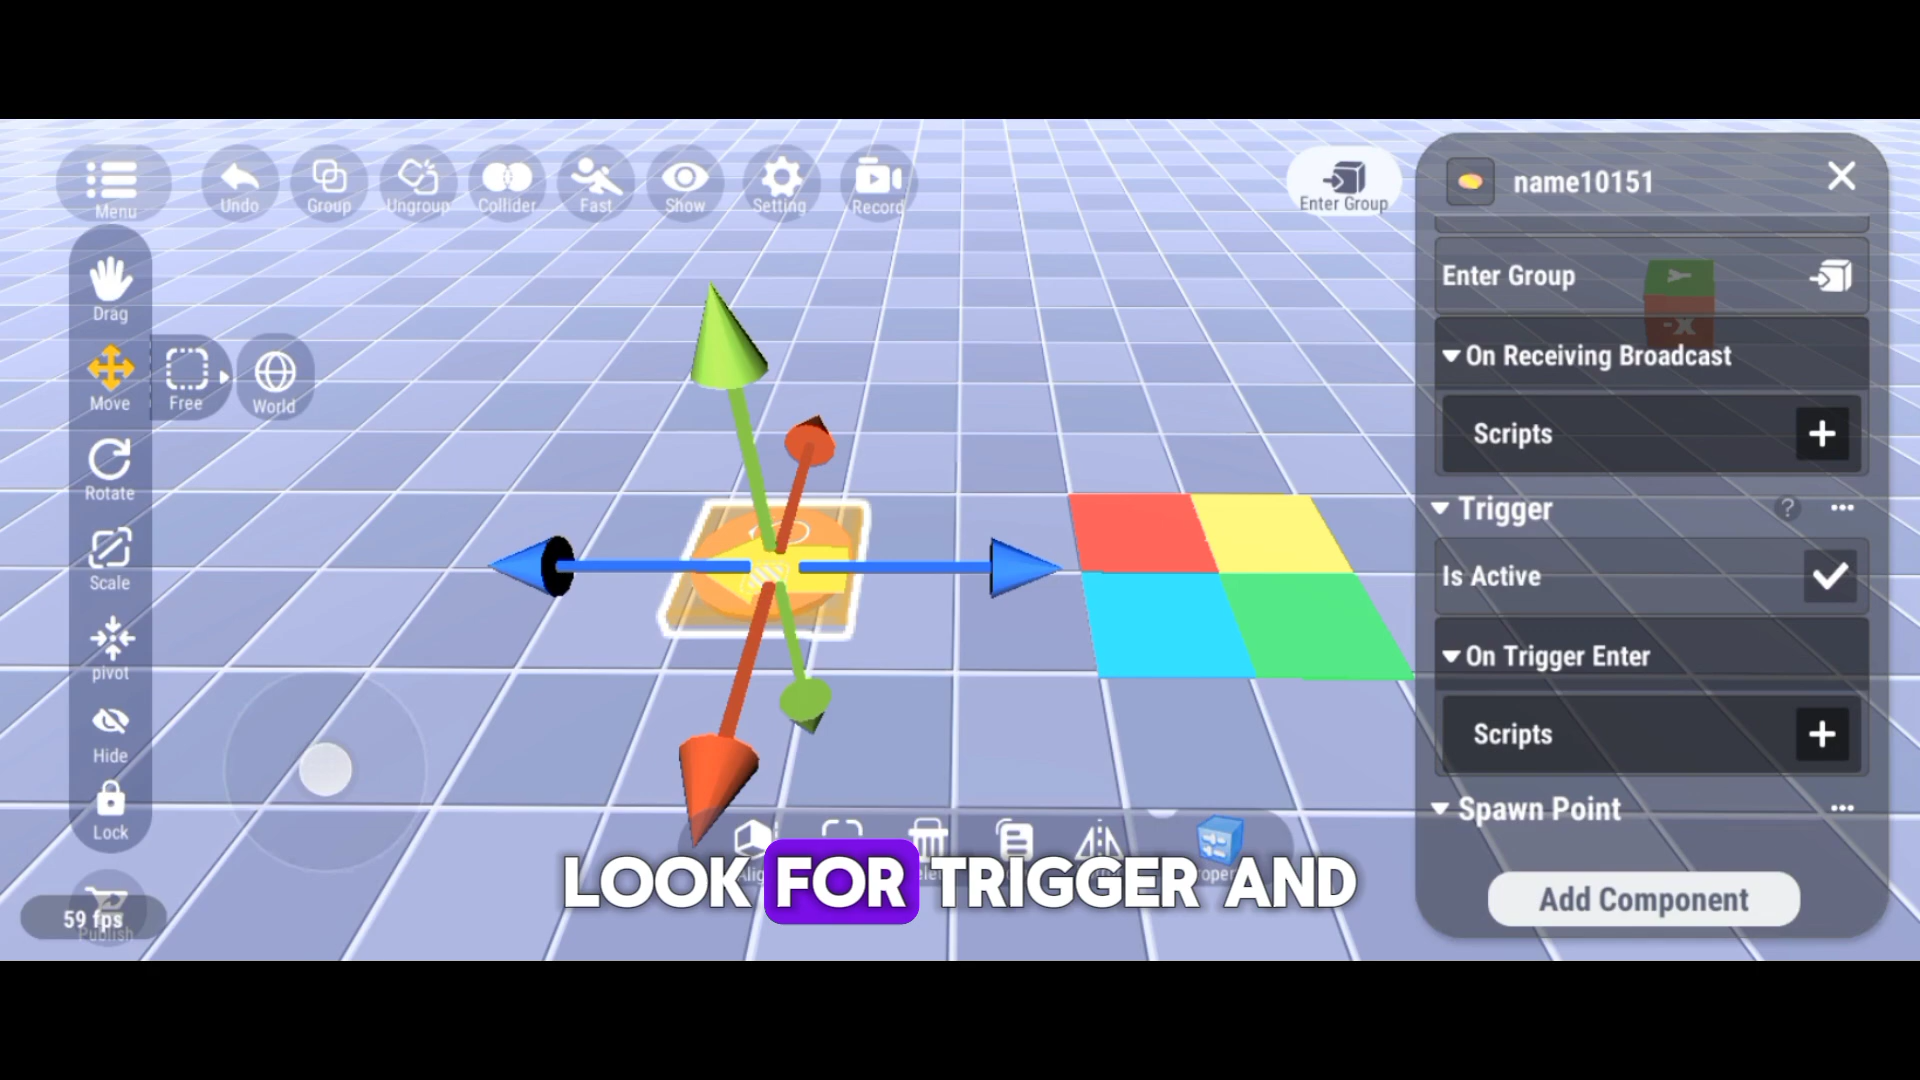 Menu
Undo
Group
Ungroup
Collider
Fast
Show
Setting
Record
Enter Group
name10151
Drag
Enter Group
-X
Move
Free
World
On Receiving Broadcast
Scripts
Rotate
Trigger
?
Scale
Is Active
pivot
On Trigger Enter
Hide
Scripts
Lock
Spawn Point
LOOK FOR TRIGGER AND
Add Component
59 fps
Publish